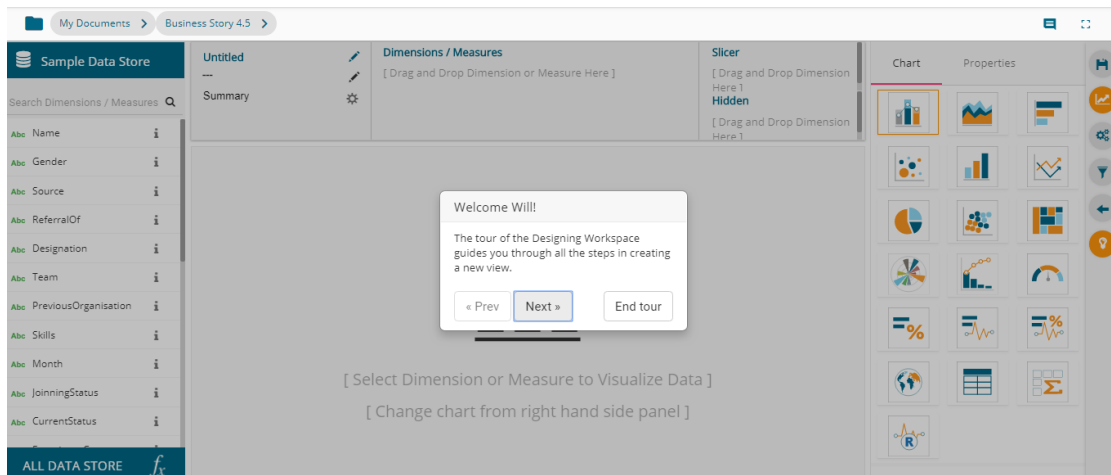 My Documents
Business Story 4.5
Sample Data Store
Search Dimensions / Measures
Abc Name
Abc Gender
Abc Source
Abc ReferralOf
Abc Designation
Abc Team
Abc PreviousOrganisation
Abc Skills
Abc Month
Abc JoinningStatus
Abc CurrentStatus
ALL DATA STORE fx
Untitled
---
Summary
Dimensions / Measures
[ Drag and Drop Dimension or Measure Here ]
Slicer
[ Drag and Drop Dimension
Here ]
Hidden
[ Drag and Drop Dimension
Here ]
Welcome Will!
The tour of the Designing Workspace
guides you through all the steps in creating
a new view.
« Prev Next » End tour
[ Select Dimension or Measure to Visualize Data ]
[ Change chart from right hand side panel ]
Chart Properties
%
%
Σ
R